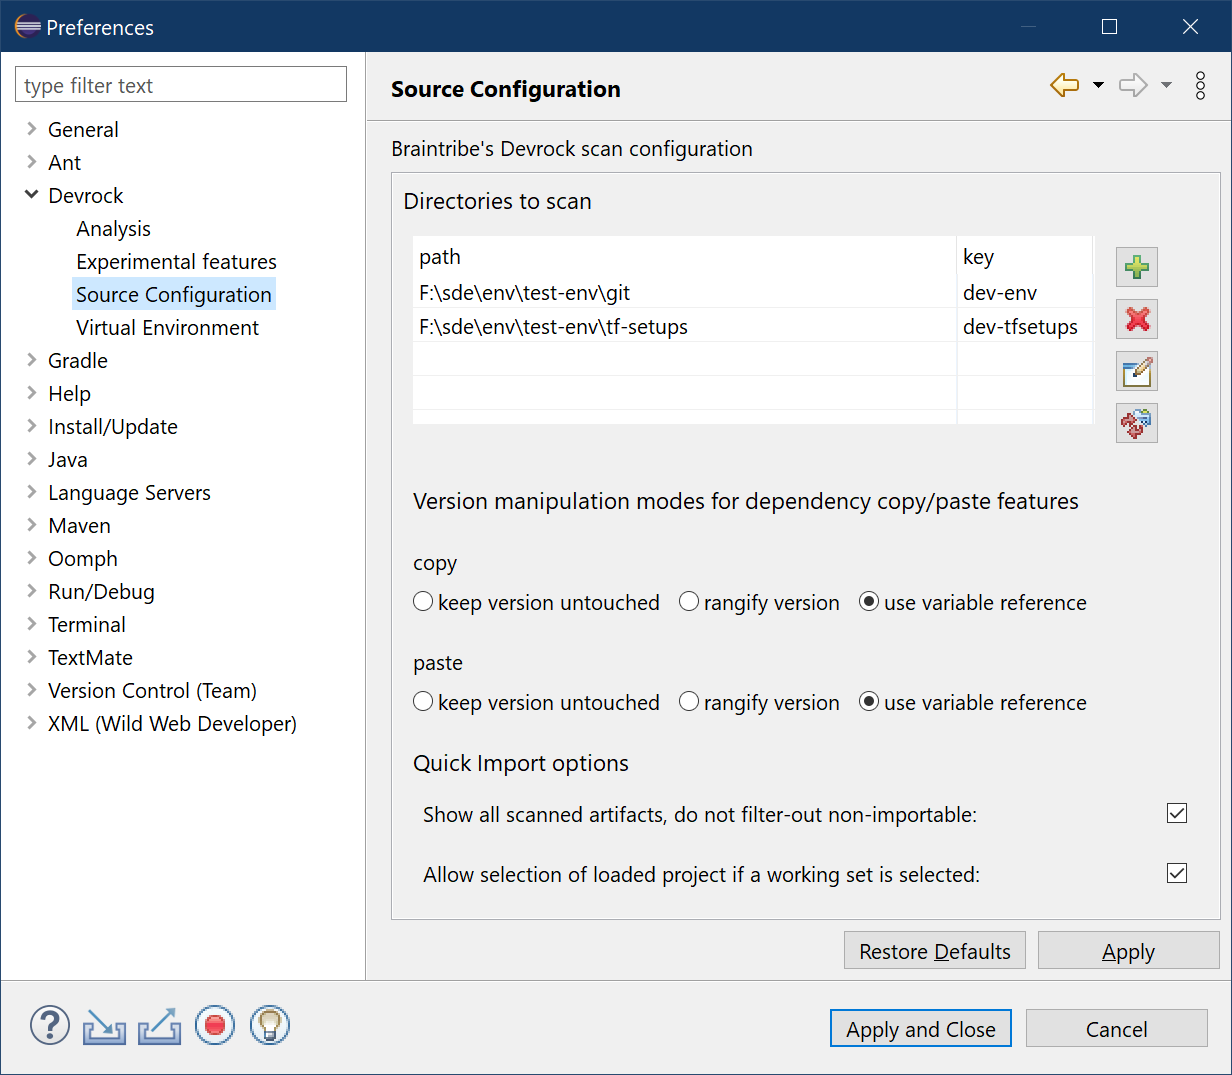 Preferences
type filter text
General
Ant
Devrock
Analysis
Experimental features
Source Configuration
Virtual Environment
Gradle
Help
Install/Update
Java
Language Servers
Maven
Oomph
Run/Debug
Terminal
TextMate
Version Control (Team)
XML (Wild Web Developer)
Source Configuration
Braintribe's Devrock scan configuration
Directories to scan
path key
F:\sde\env\test-env\git dev-env
F:\sde\env\test-env\tf-setups dev-tfsetups
Version manipulation modes for dependency copy/paste features
copy
keep version untouched rangify version use variable reference
paste
keep version untouched rangify version use variable reference
Quick Import options
Show all scanned artifacts, do not filter-out non-importable:
Allow selection of loaded project if a working set is selected:
Restore Defaults Apply
?
Apply and Close Cancel